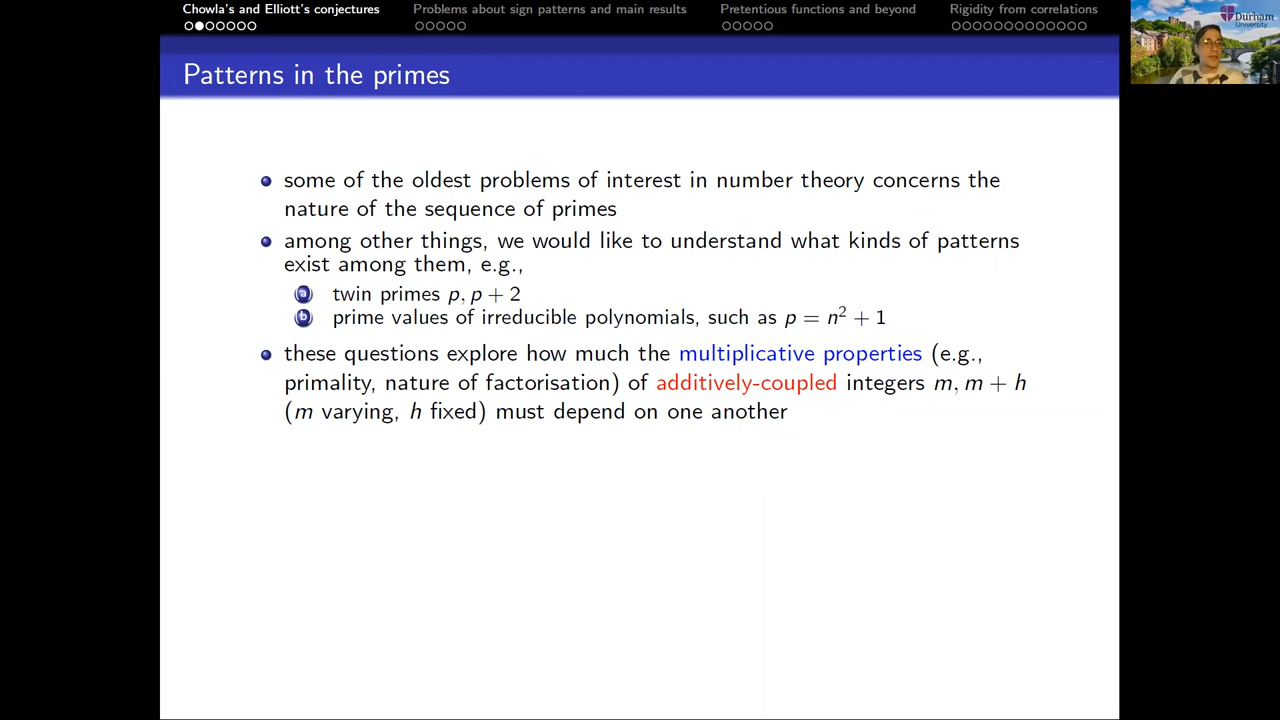 Chowla's and Elliott's conjectures
Problems about sign patterns and main results
Pretentious functions and beyond
Rigidity from correlations
Durham
University
Patterns in the primes
some of the oldest problems of interest in number theory concerns the
nature of the sequence of primes
among other things, we would like to understand what kinds of patterns
exist among them, e.g.,
a twin primes p, p + 2
b prime values of irreducible polynomials, such as p = n² + 1
these questions explore how much the multiplicative properties (e.g.,
primality, nature of factorisation) of additively-coupled integers m, m + h
(m varying, h fixed) must depend on one another